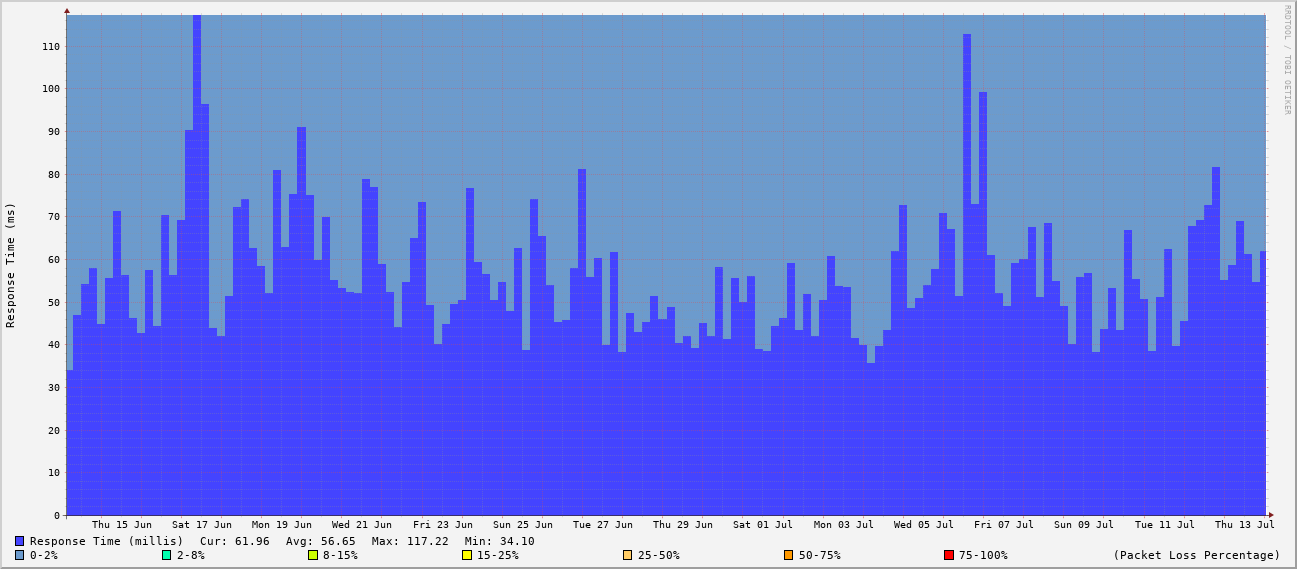 RRDTOOL / TOBI OETIKER
Response Time (ms)
110
100
90
80
70
60
50
40
30
20
10
0
Thu 15 Jun Sat 17 Jun Mon 19 Jun Wed 21 Jun Fri 23 Jun Sun 25 Jun Tue 27 Jun Thu 29 Jun Sat 01 Jul Mon 03 Jul Wed 05 Jul Fri 07 Jul Sun 09 Jul Tue 11 Jul Thu 13 Jul
Response Time (millis) Cur: 61.96 Avg: 56.65 Max: 117.22 Min: 34.10
0-2% 2-8% 8-15% 15-25% 25-50% 50-75% 75-100% (Packet Loss Percentage)